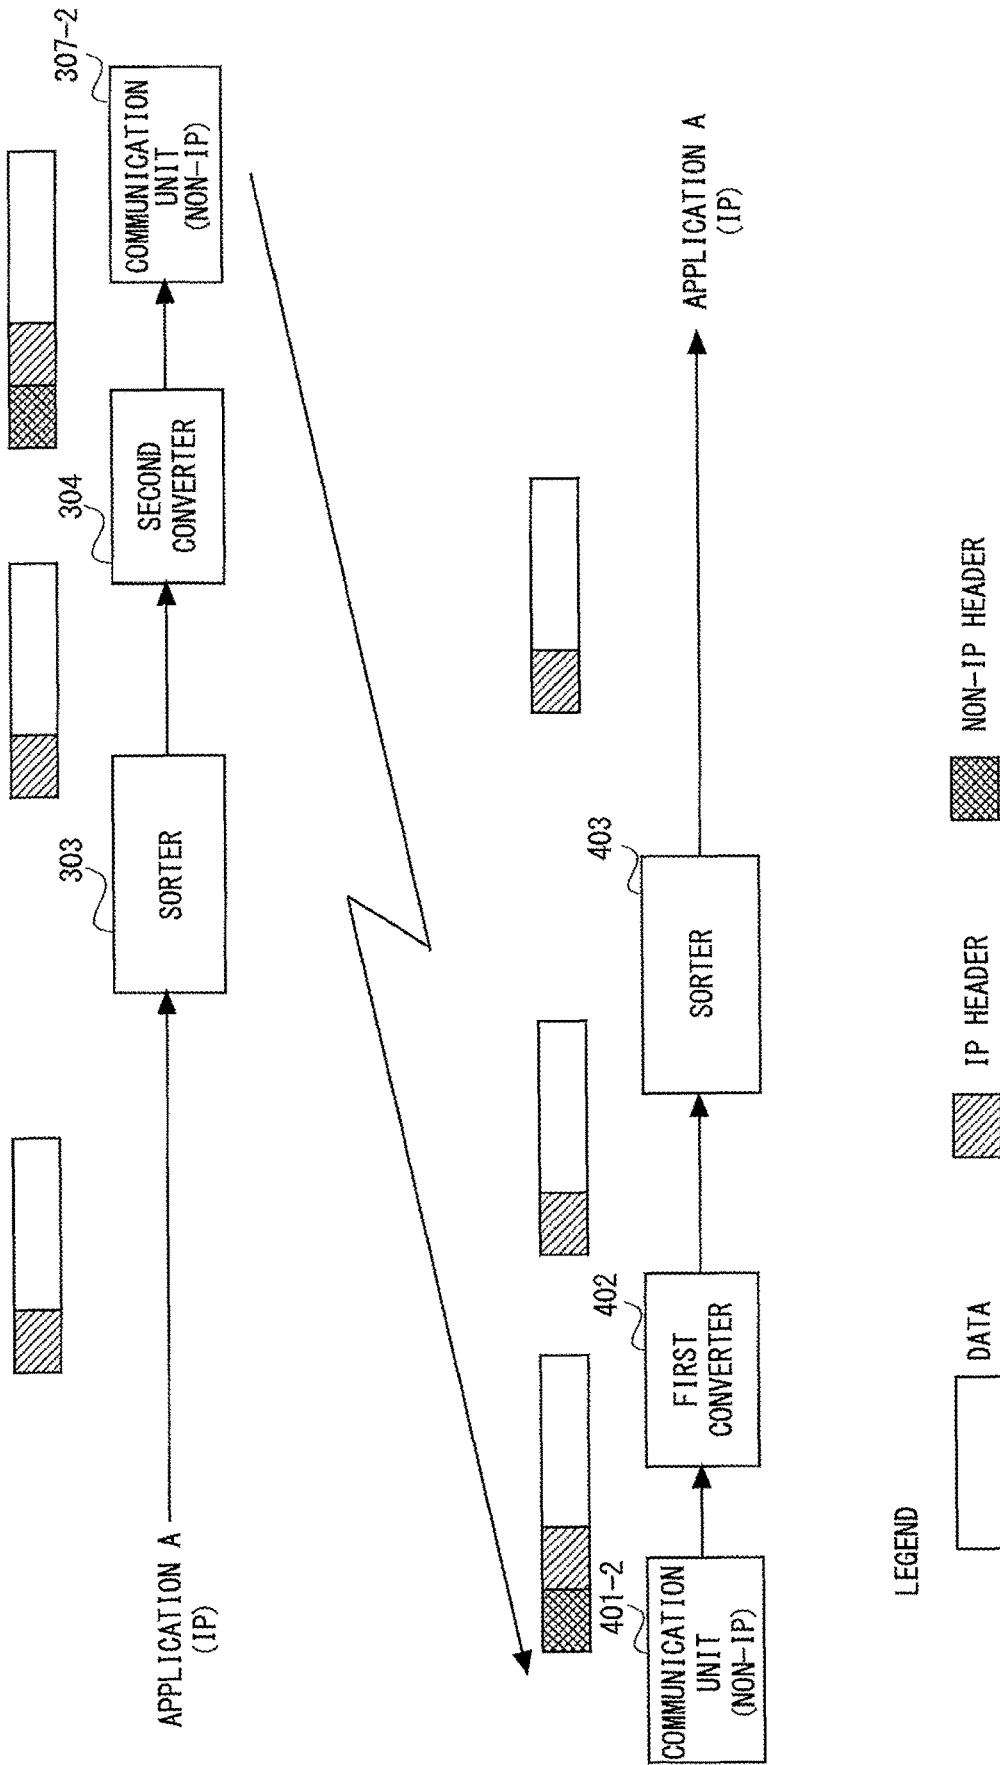 APPLICATION A
(IP)
303
SORTER
304
SECOND
CONVERTER
307-2
COMMUNICATION
UNIT
(NON-IP)
401-2
COMMUNICATION
UNIT
(NON-IP)
402
FIRST
CONVERTER
403
SORTER
APPLICATION A
(IP)
LEGEND
DATA
IP HEADER
NON-IP HEADER